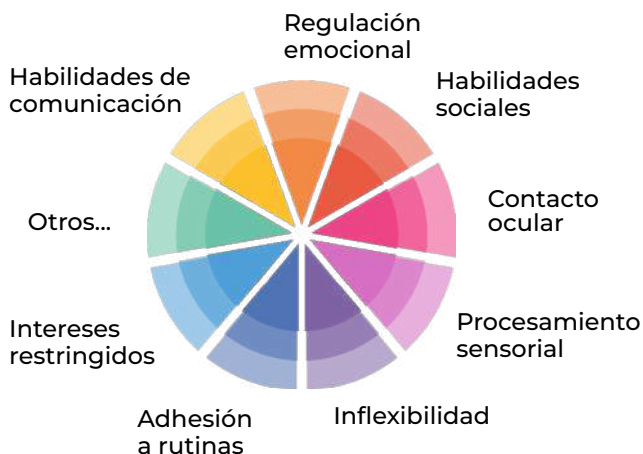 Regulación
emocional
Habilidades
sociales
Contacto
ocular
Procesamiento
sensorial
Inflexibilidad
Adhesión
a rutinas
Intereses
restringidos
Otros...
Habilidades de
comunicación